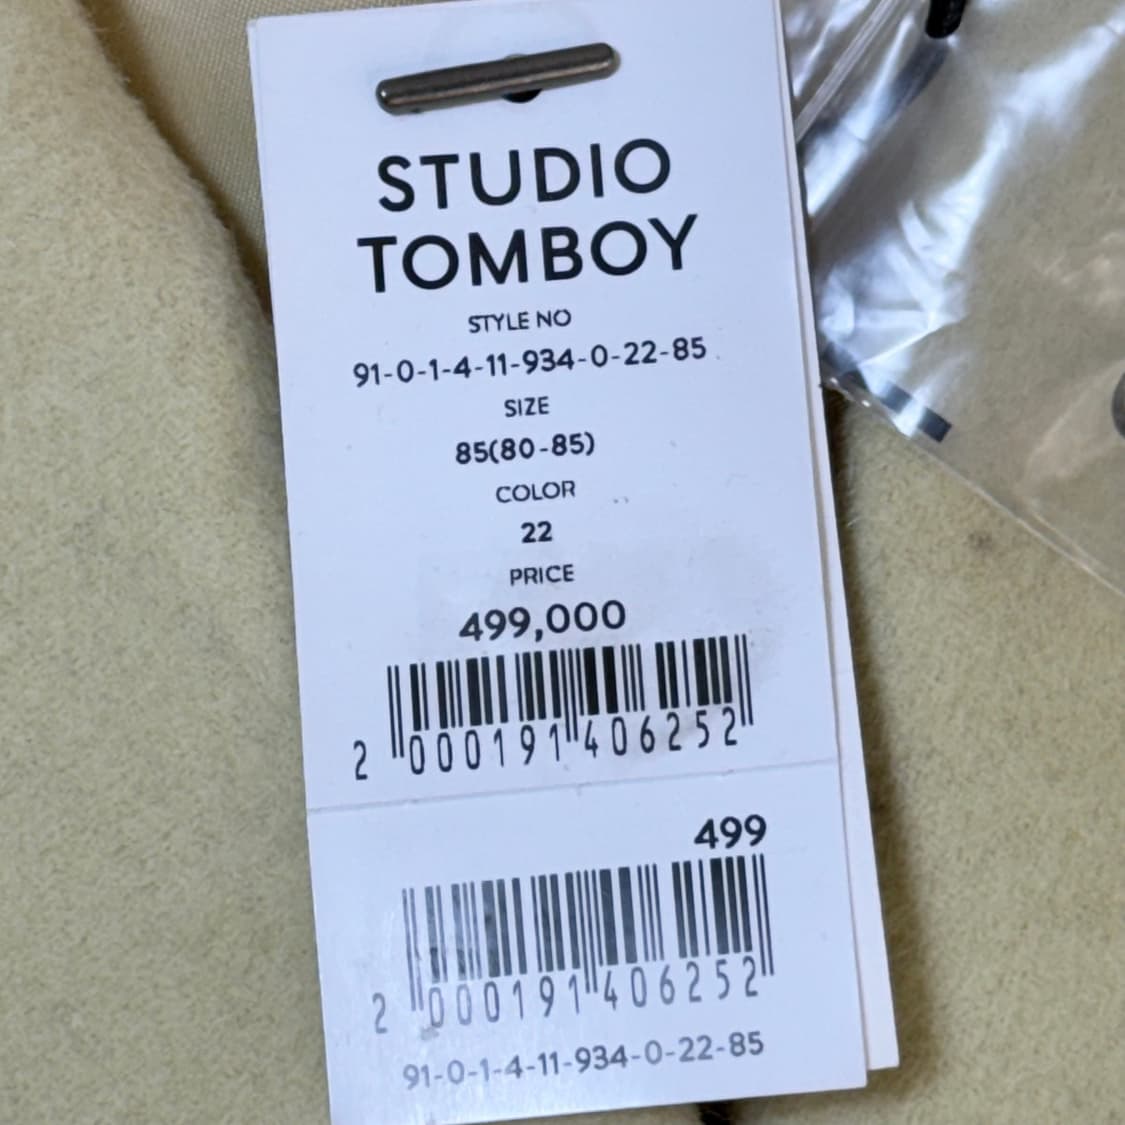 STUDIO
TOMBOY
STYLE NO
91-0-1-4-11-934-0-22-85
SIZE
85(80-85)
COLOR
22
PRICE
499,000
2 000191 406252
499
2 000191 406252
91-0-1-4-11-934-0-22-85